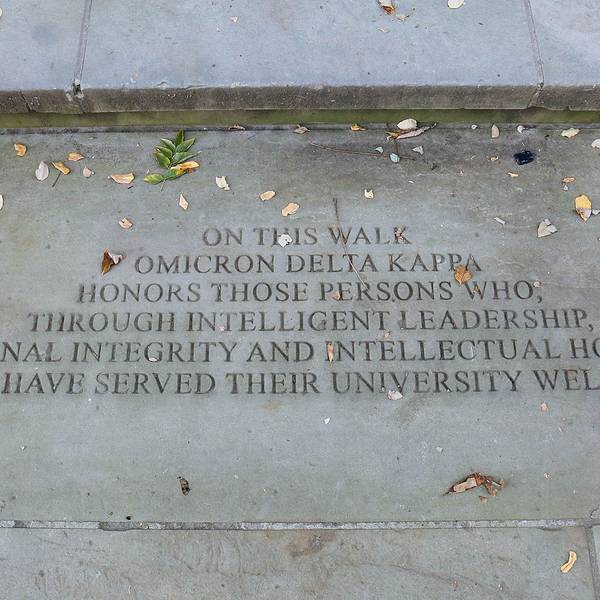 ON THIS WALK
OMICRON DELTA KAPPA
HONORS THOSE PERSONS WHO,
THROUGH INTELLIGENT LEADERSHIP,
NAL INTEGRITY AND INTELLECTUAL HO
HAVE SERVED THEIR UNIVERSITY WEL